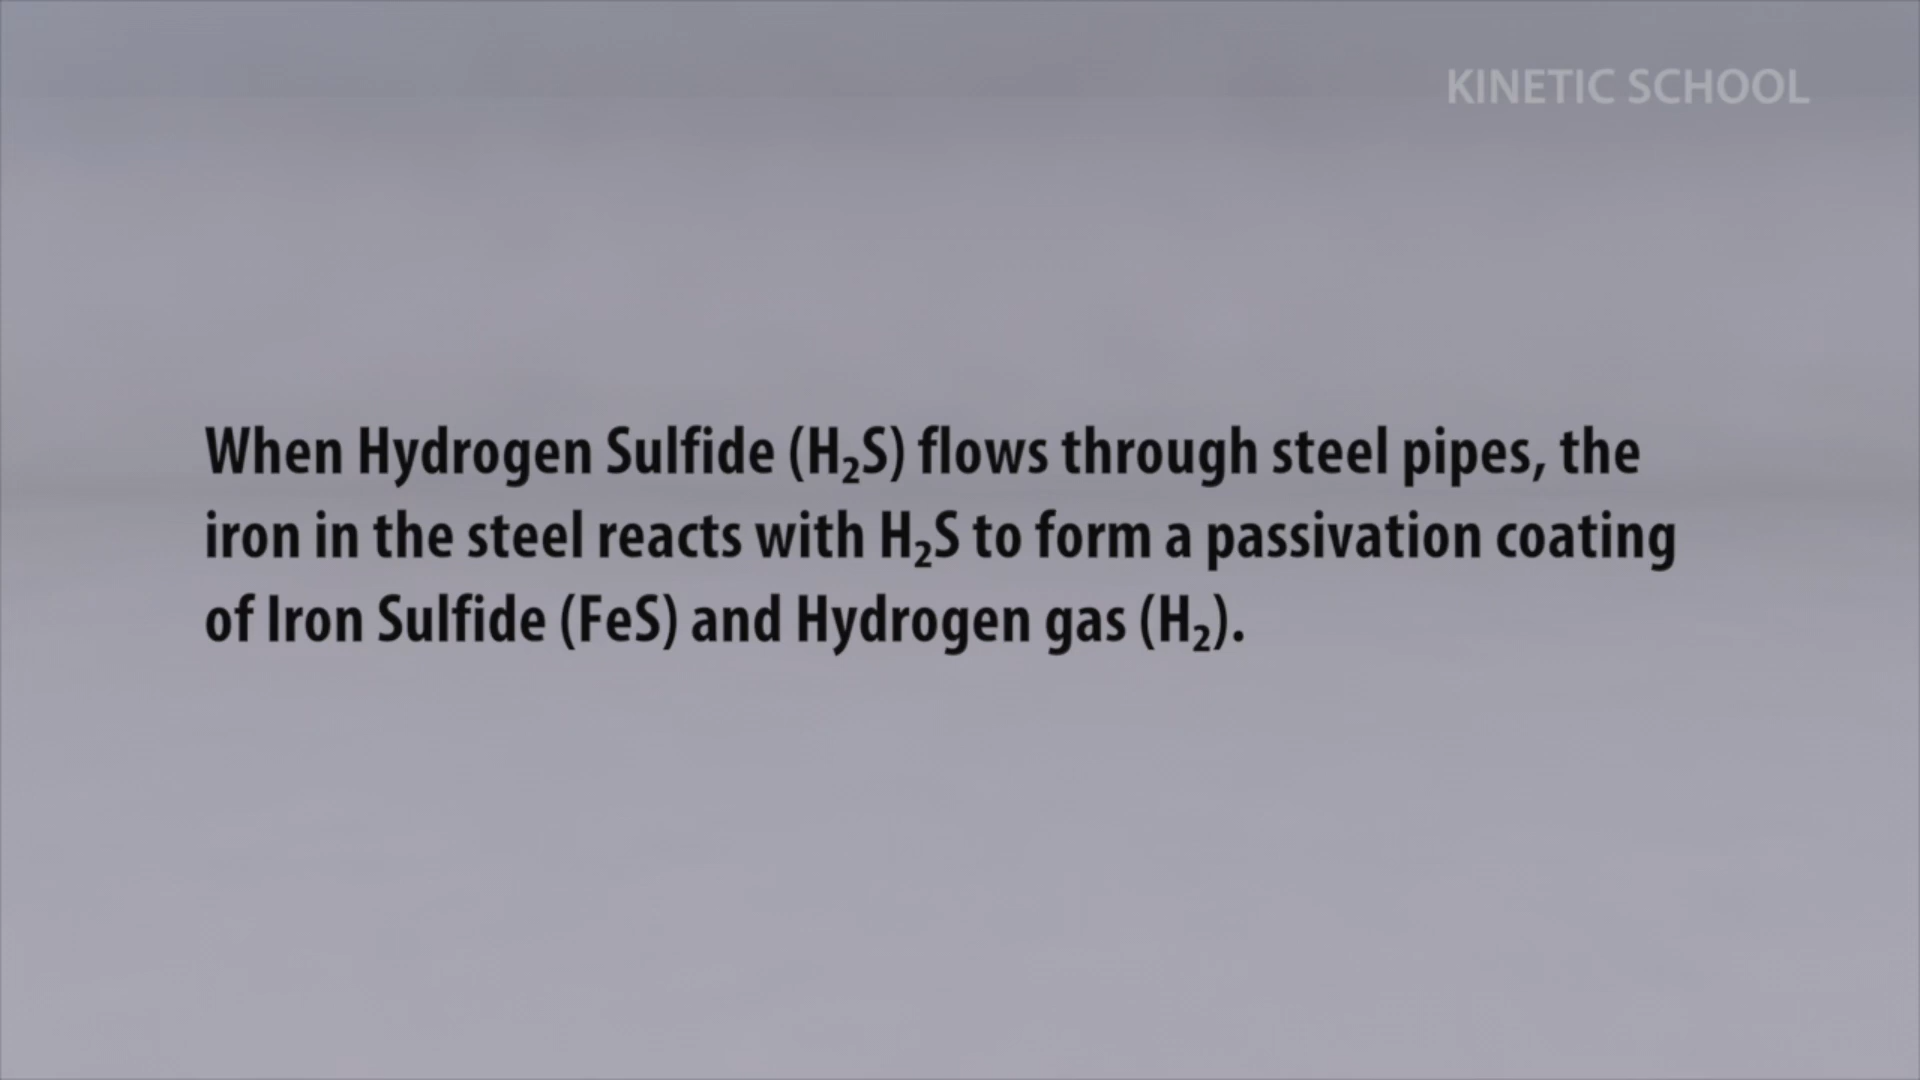 KINETIC SCHOOL
When Hydrogen Sulfide (H₂S) flows through steel pipes, the
iron in the steel reacts with H₂S to form a passivation coating
of Iron Sulfide (FeS) and Hydrogen gas (H₂).